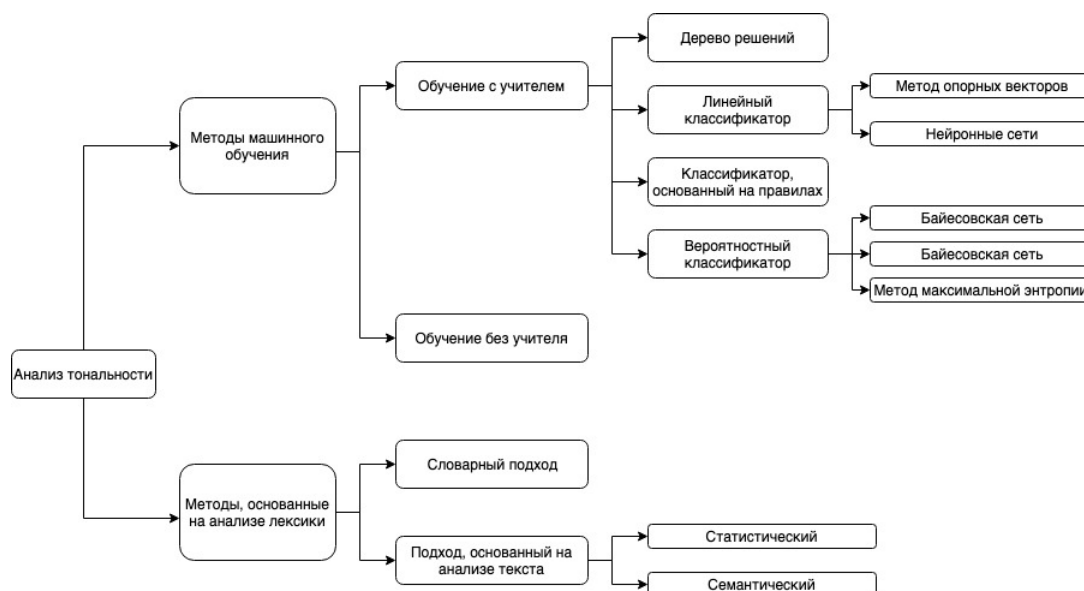 Дерево решений
Обучение с учителем
Метод опорных векторов
Линейный
классификатор
Методы машинного
обучения
Нейронные сети
Классификатор,
основанный на правилах
Байесовская сеть
Вероятностный
классификатор
Байесовская сеть
Метод максимальной энтропии
Обучение без учителя
Анализ тональности
Словарный подход
Методы, основанные
на анализе лексики
Статистический
Подход, основанный на
анализе текста
Семантический